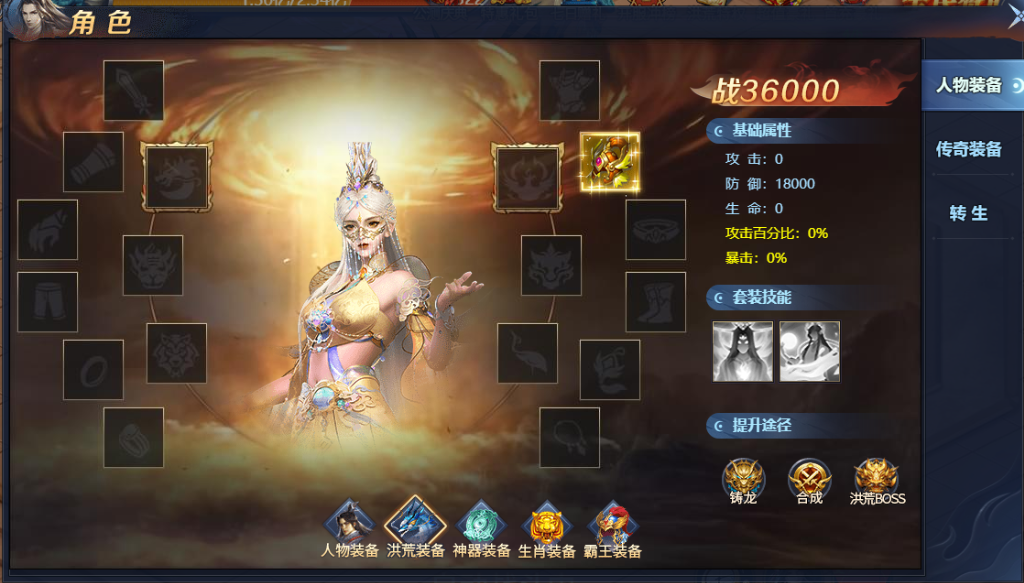 角色
战36000
人物装备
基础属性
攻 击：0
防 御：18000
生 命：0
攻击百分比：0%
暴击：0%
传奇装备
转生
套装技能
提升途径
铸龙
合成
洪荒BOSS
人物装备
洪荒装备
神器装备
生肖装备
霸王装备